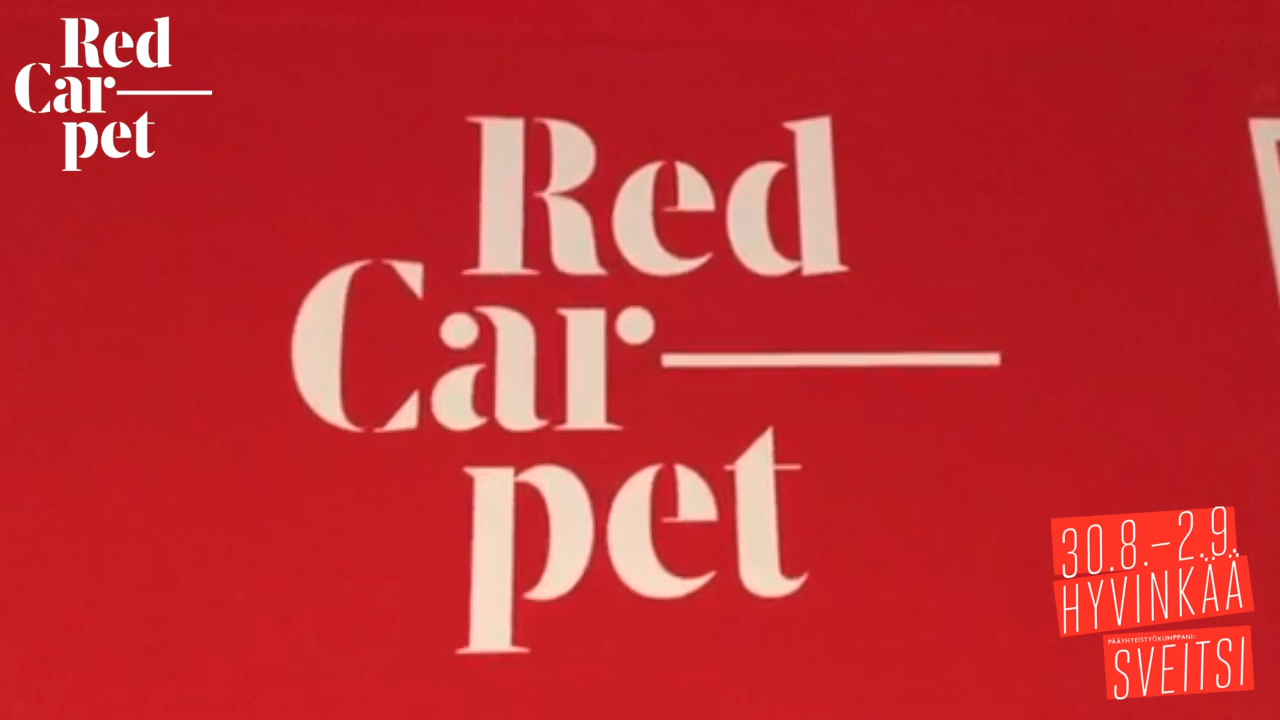 Red
Car—
pet
Red
Car—
pet
30.8.–2.9.
HYVINKÄÄ
PÄÄYHTEISTYÖKUMPPANI:
SVEITSI